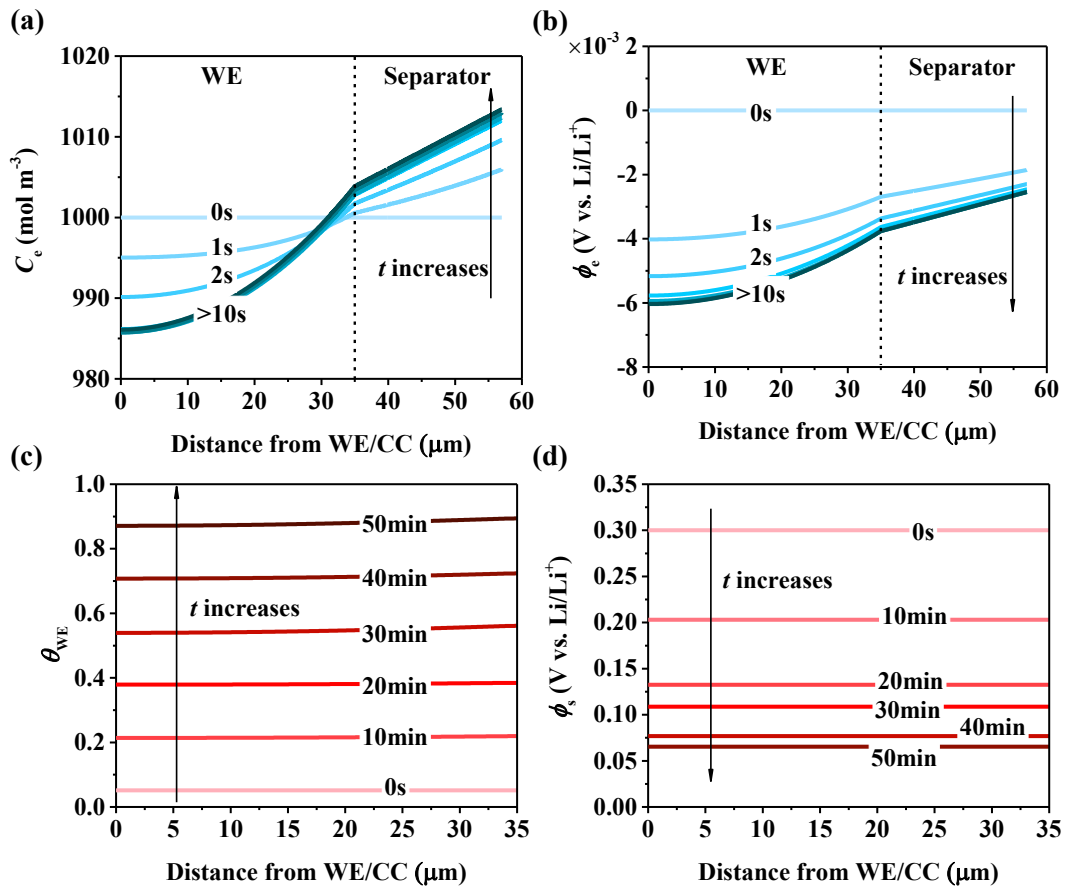 (a)
1020
1010
1000
990
980
C_e (mol m⁻³)
WE
Separator
0s
1s
2s
>10s
t increases
0 10 20 30 40 50 60
Distance from WE/CC (μm)
(b)
×10⁻³
2
0
-2
-4
-6
-8
ϕ_e (V vs. Li/Li⁺)
WE
Separator
0s
1s
2s
>10s
t increases
0 10 20 30 40 50 60
Distance from WE/CC (μm)
(c)
1.0
0.8
0.6
0.4
0.2
0.0
θ_WE
50min
40min
t increases
30min
20min
10min
0s
0 5 10 15 20 25 30 35
Distance from WE/CC (μm)
(d)
0.35
0.30
0.25
0.20
0.15
0.10
0.05
0.00
ϕ_s (V vs. Li/Li⁺)
0s
t increases
10min
20min
30min
40min
50min
0 5 10 15 20 25 30 35
Distance from WE/CC (μm)